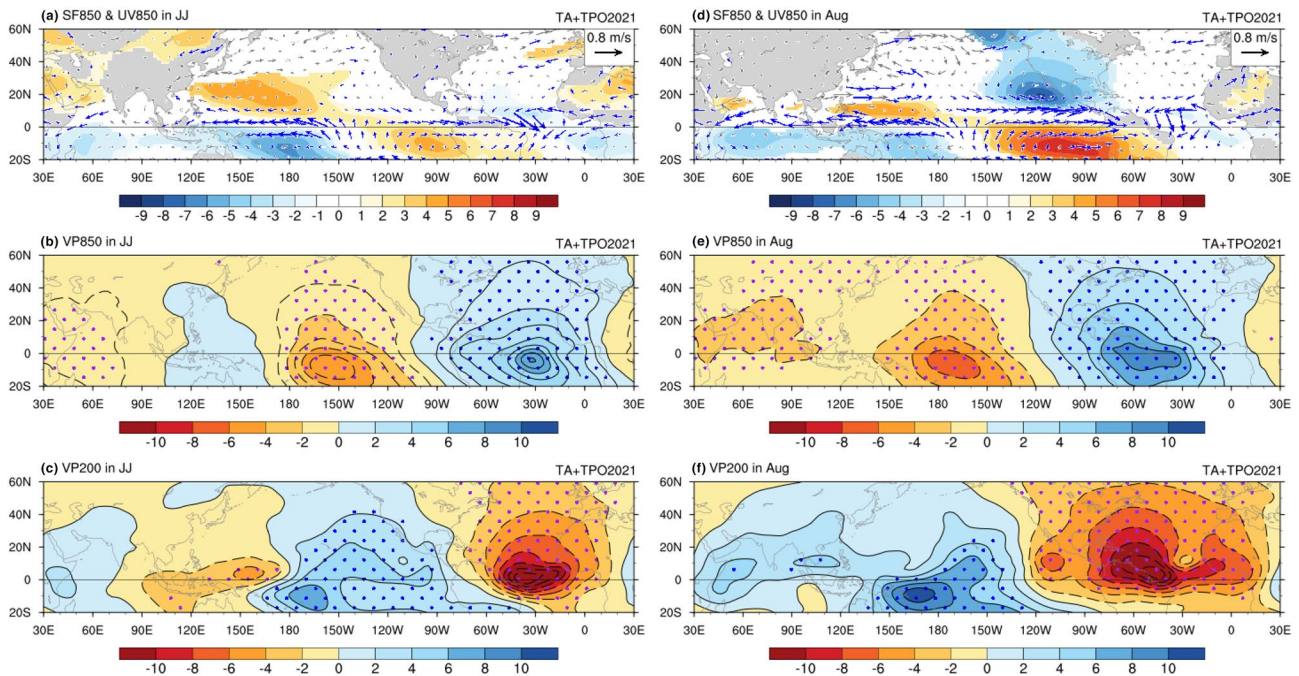 (a) SF850 & UV850 in JJ
TA+TPO2021
60N
40N
20N
0
20S
0.8 m/s
30E 60E 90E 120E 150E 180 150W 120W 90W 60W 30W 0 30E
-9 -8 -7 -6 -5 -4 -3 -2 -1 0 1 2 3 4 5 6 7 8 9
(d) SF850 & UV850 in Aug
TA+TPO2021
60N
40N
20N
0
20S
0.8 m/s
30E 60E 90E 120E 150E 180 150W 120W 90W 60W 30W 0 30E
-9 -8 -7 -6 -5 -4 -3 -2 -1 0 1 2 3 4 5 6 7 8 9
(b) VP850 in JJ
TA+TPO2021
60N
40N
20N
0
20S
30E 60E 90E 120E 150E 180 150W 120W 90W 60W 30W 0 30E
-10 -8 -6 -4 -2 0 2 4 6 8 10
(e) VP850 in Aug
TA+TPO2021
60N
40N
20N
0
20S
30E 60E 90E 120E 150E 180 150W 120W 90W 60W 30W 0 30E
-10 -8 -6 -4 -2 0 2 4 6 8 10
(c) VP200 in JJ
TA+TPO2021
60N
40N
20N
0
20S
30E 60E 90E 120E 150E 180 150W 120W 90W 60W 30W 0 30E
-10 -8 -6 -4 -2 0 2 4 6 8 10
(f) VP200 in Aug
TA+TPO2021
60N
40N
20N
0
20S
30E 60E 90E 120E 150E 180 150W 120W 90W 60W 30W 0 30E
-10 -8 -6 -4 -2 0 2 4 6 8 10